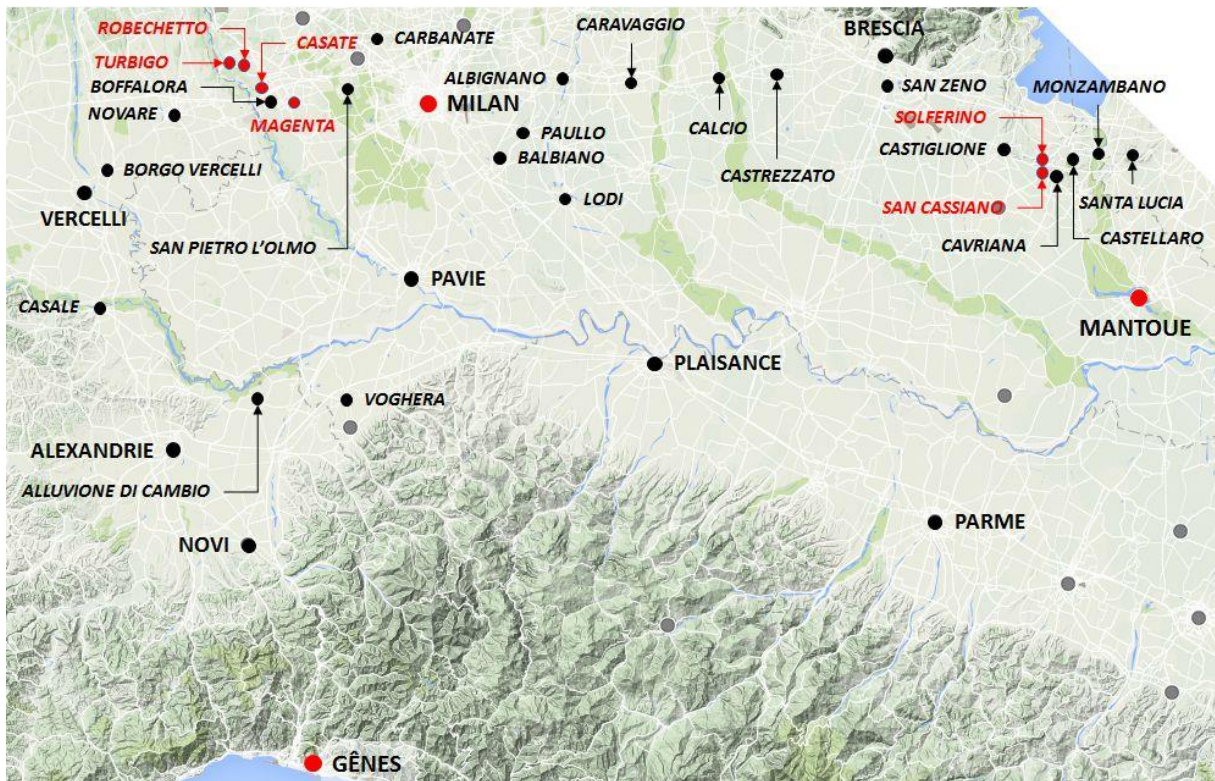 ROBECHETTO
CASATE
CARBANATE
CARAVAGGIO
BRESCIA
TURBIGO
BOFFALORA
ALBIGNANO
SAN ZENO
MONZAMBANO
NOVARE
MAGENTA
MILAN
PAULLO
CALCIO
SOLFERINO
BALBIANO
CASTREZZATO
CASTIGLIONE
BORGO VERCELLI
LODI
SAN CASSIANO
SANTA LUCIA
VERCELLI
SAN PIETRO L'OLMO
CAVRIANA
CASTELLARO
PAVIE
CASALE
MANTOUE
PLAISANCE
VOGHERA
ALEXANDRIE
ALLUVIONE DI CAMBIO
PARME
NOVI
GÊNES